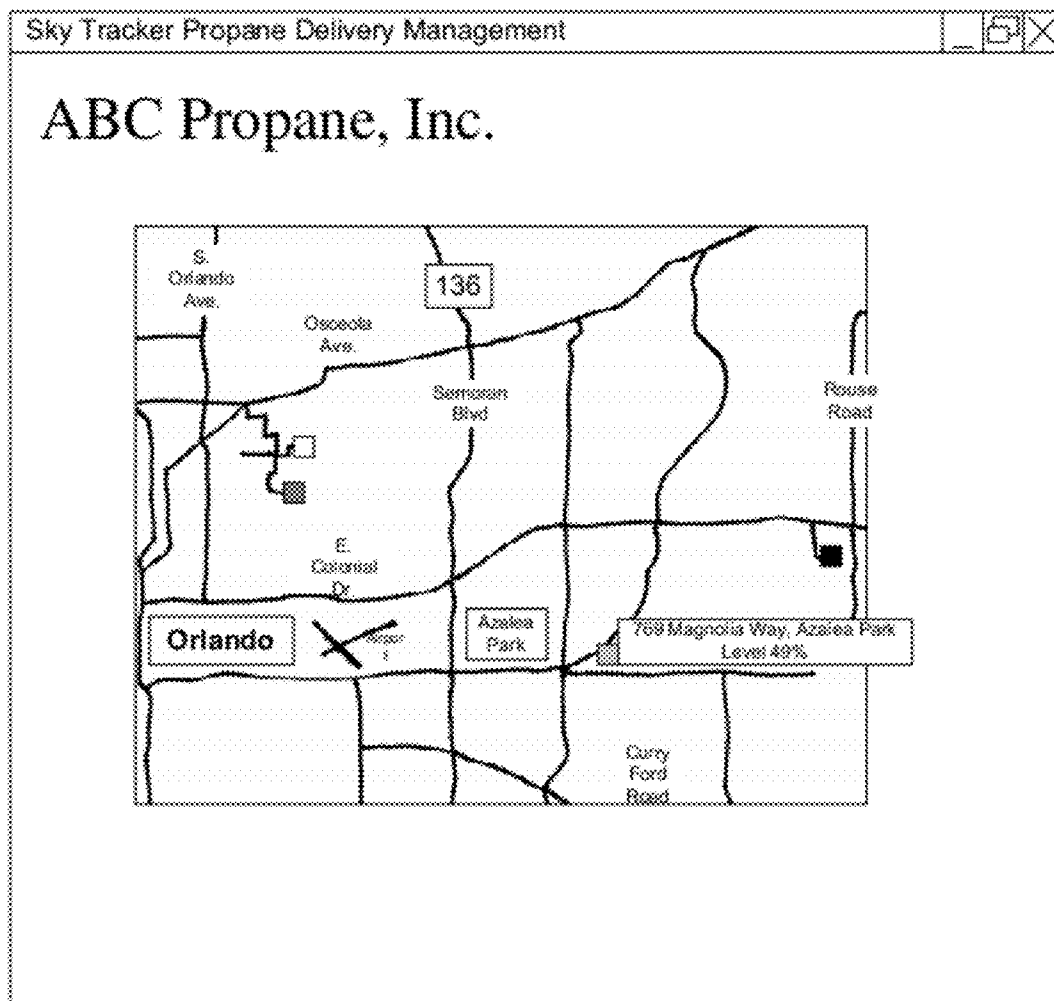 Sky Tracker Propane Delivery Management
ABC Propane, Inc.
S.
Orlando
Ave.
136
Osceola
Ave.
Semoran
Blvd
Rouse
Road
E.
Colonial
Dr.
Orlando
Azalea
Park
769 Magnolia Way, Azalea Park
Level 49%
Curry
Ford
Road